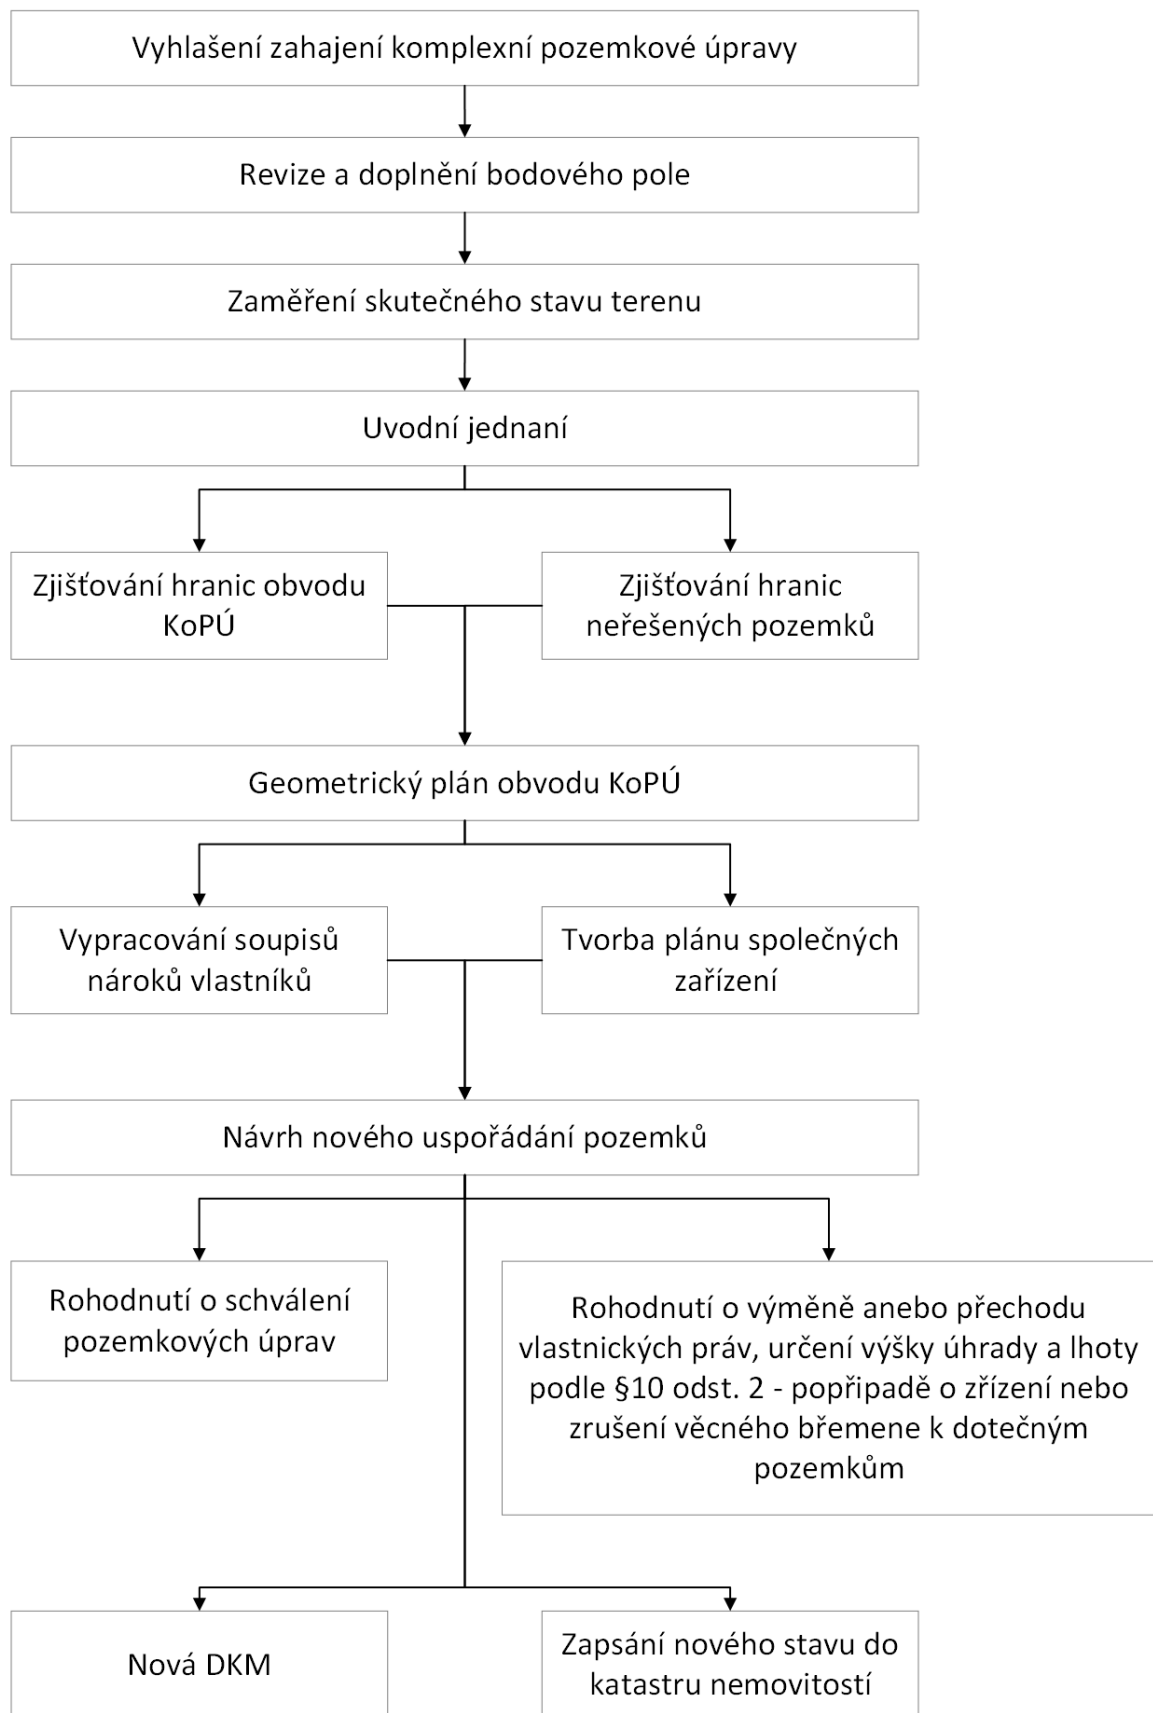 Vyhlašení zahajení komplexní pozemkové úpravy
Revize a doplnění bodového pole
Zaměření skutečného stavu terenu
Uvodní jednaní
Zjišťování hranic obvodu
KoPÚ
Zjišťování hranic
neřešených pozemků
Geometrický plán obvodu KoPÚ
Vypracování soupisů
nároků vlastníků
Tvorba plánu společných
zařízení
Návrh nového uspořádání pozemků
Rohodnutí o schválení
pozemkových úprav
Rohodnutí o výměně anebo přechodu
vlastnických práv, určení výšky úhrady a lhoty
podle §10 odst. 2 - popřipadě o zřízení nebo
zrušení věcného břemene k dotečným
pozemkům
Nová DKM
Zapsání nového stavu do
katastru nemovitostí